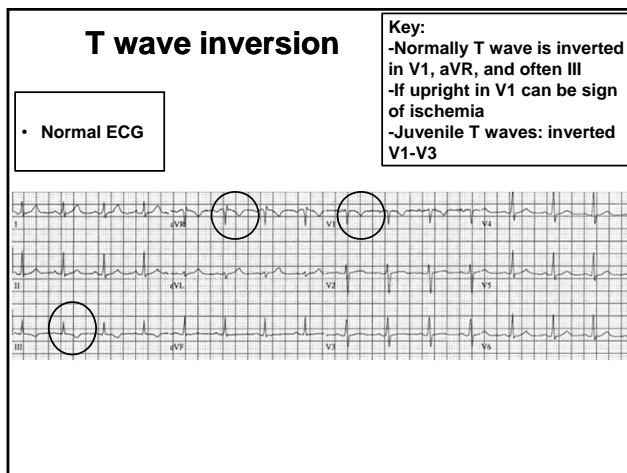 T wave inversion
Key:
-Normally T wave is inverted
in V1, aVR, and often III
-If upright in V1 can be sign
of ischemia
-Juvenile T waves: inverted
V1-V3
• Normal ECG
I
aVR
V1
V4
II
aVL
V2
V5
III
aVF
V3
V6